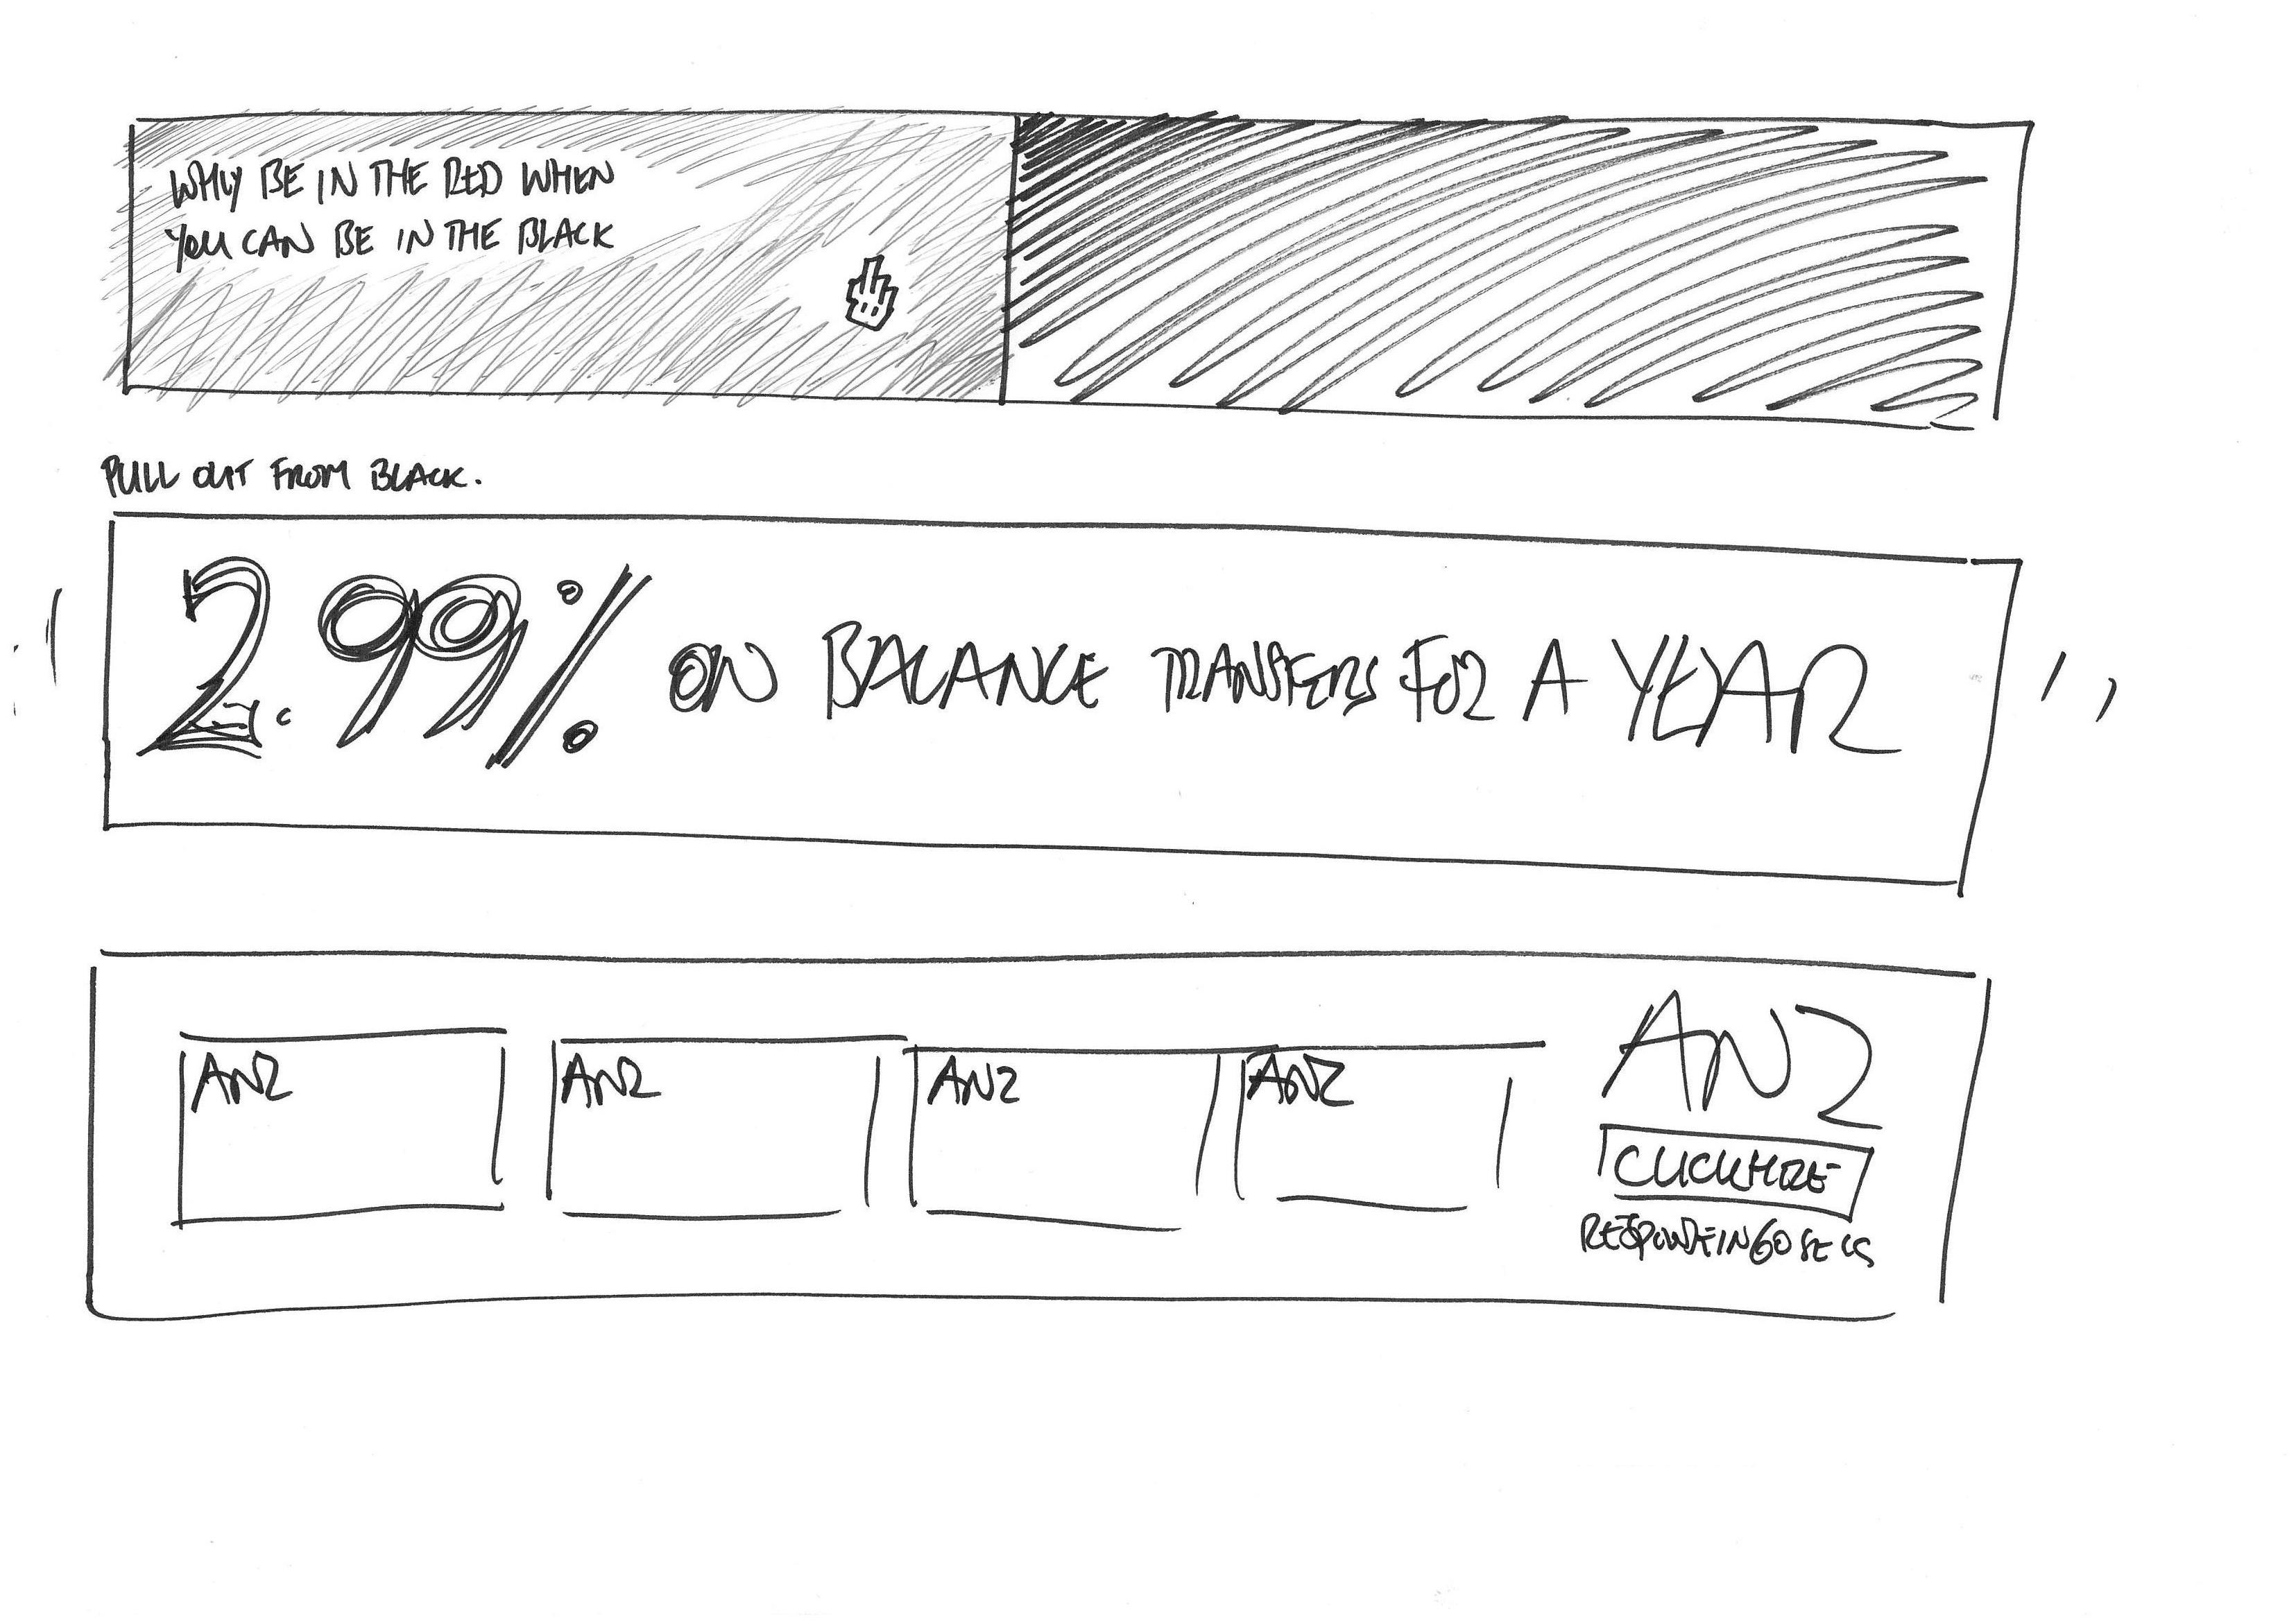 WHY BE IN THE RED WHEN
YOU CAN BE IN THE BLACK
PULL OUT FROM BLACK.
2.99% ON BALANCE TRANSFERS FOR A YEAR
ANZ ANZ ANZ ANZ
ANZ
CLICK HERE
RESPONSE IN 60 SECS